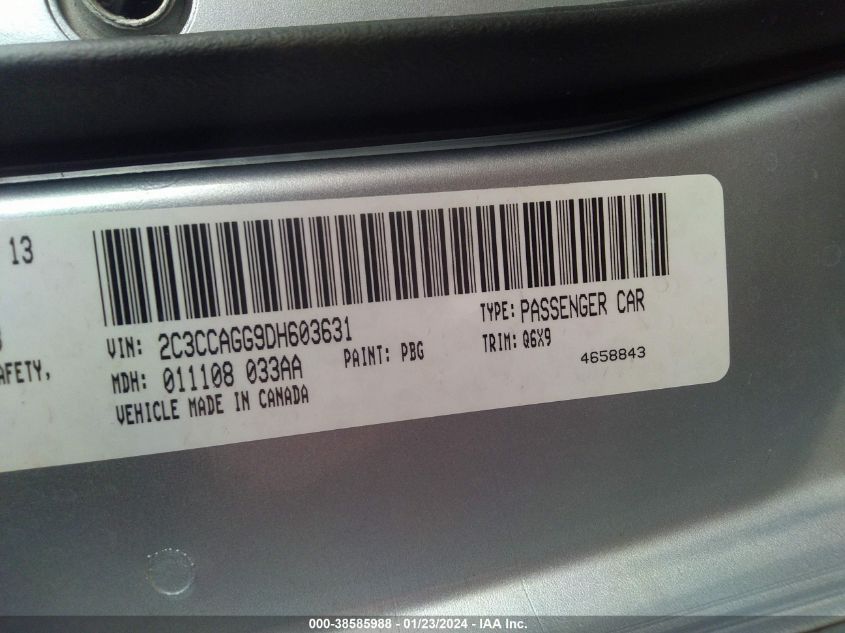 13
VIN: 2C3CCAGG9DH603631
TYPE: PASSENGER CAR
AFETY,
MDH: 011108 033AA
PAINT: PBG
TRIM: Q6X9
4658843
VEHICLE MADE IN CANADA
000-38585988 - 01/23/2024 - IAA Inc.